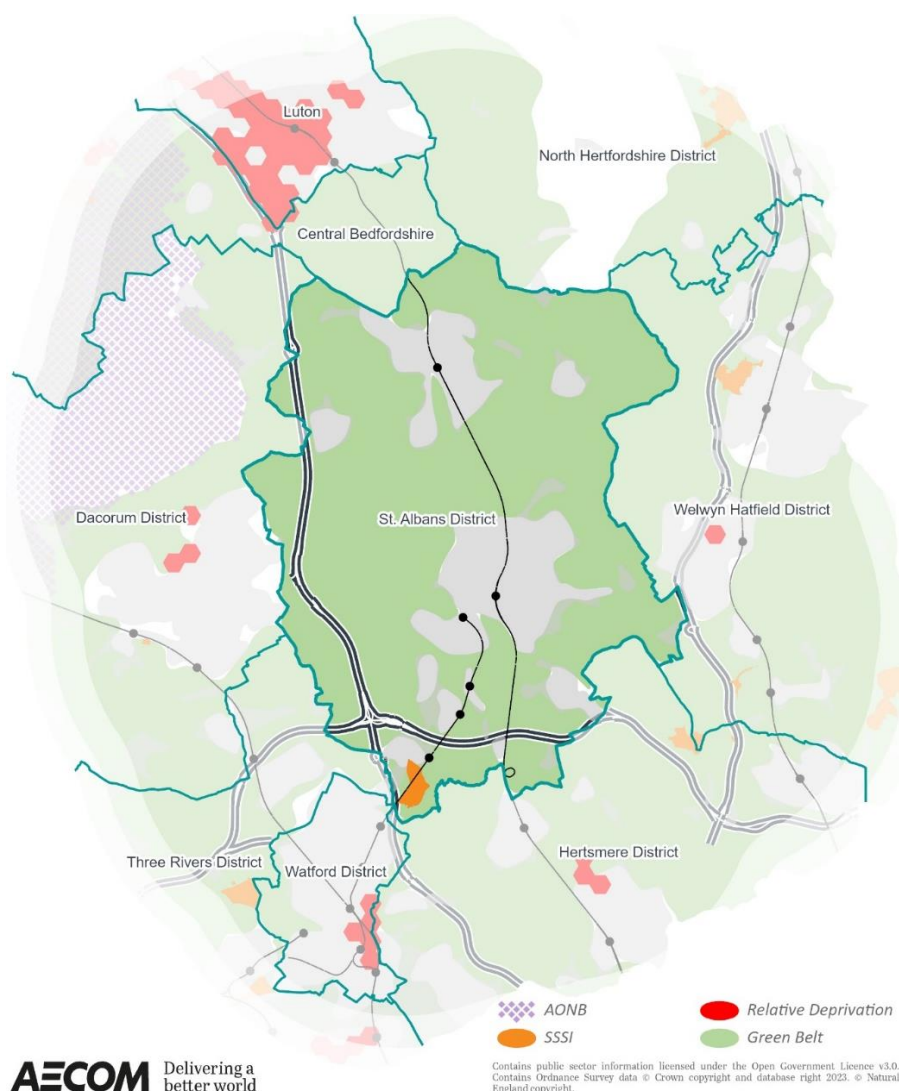 Luton
North Hertfordshire District
Central Bedfordshire
Dacorum District
St. Albans District
Welwyn Hatfield District
Three Rivers District
Watford District
Hertsmere District
AONB
Relative Deprivation
SSSI
Green Belt
AECOM
Delivering a
better world
Contains public sector information licensed under the Open Government Licence v3.0.
Contains Ordnance Survey data © Crown copyright and database right 2023. © Natural
England copyright.